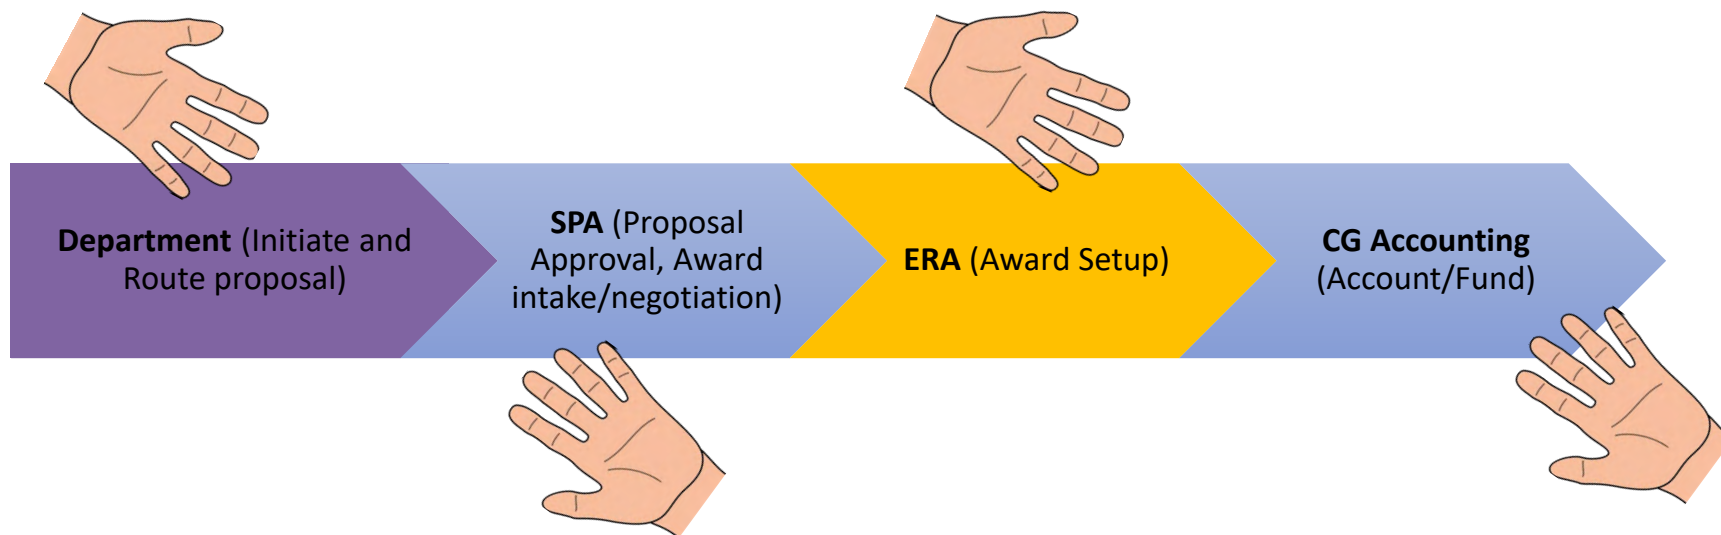 Department (Initiate and
Route proposal)
SPA (Proposal
Approval, Award
intake/negotiation)
ERA (Award Setup)
CG Accounting
(Account/Fund)